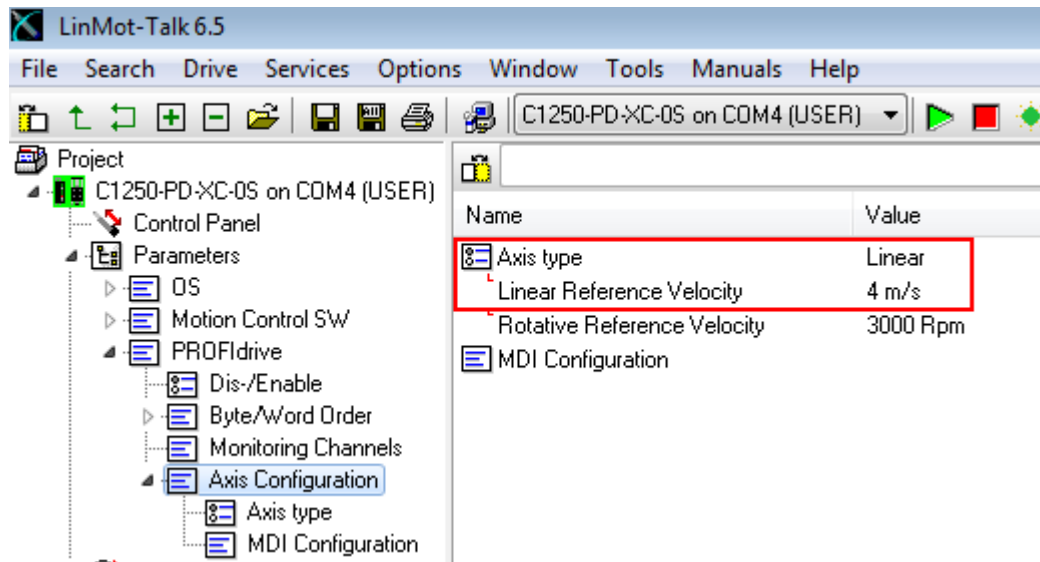 LinMot-Talk 6.5
File Search Drive Services Options Window Tools Manuals Help
C1250-PD-XC-0S on COM4 (USER)
Project
C1250-PD-XC-0S on COM4 (USER)
Control Panel
Parameters
OS
Motion Control SW
PROFIdrive
Dis-/Enable
Byte/Word Order
Monitoring Channels
Axis Configuration
Axis type
MDI Configuration
Name Value
Axis type Linear
Linear Reference Velocity 4 m/s
Rotative Reference Velocity 3000 Rpm
MDI Configuration